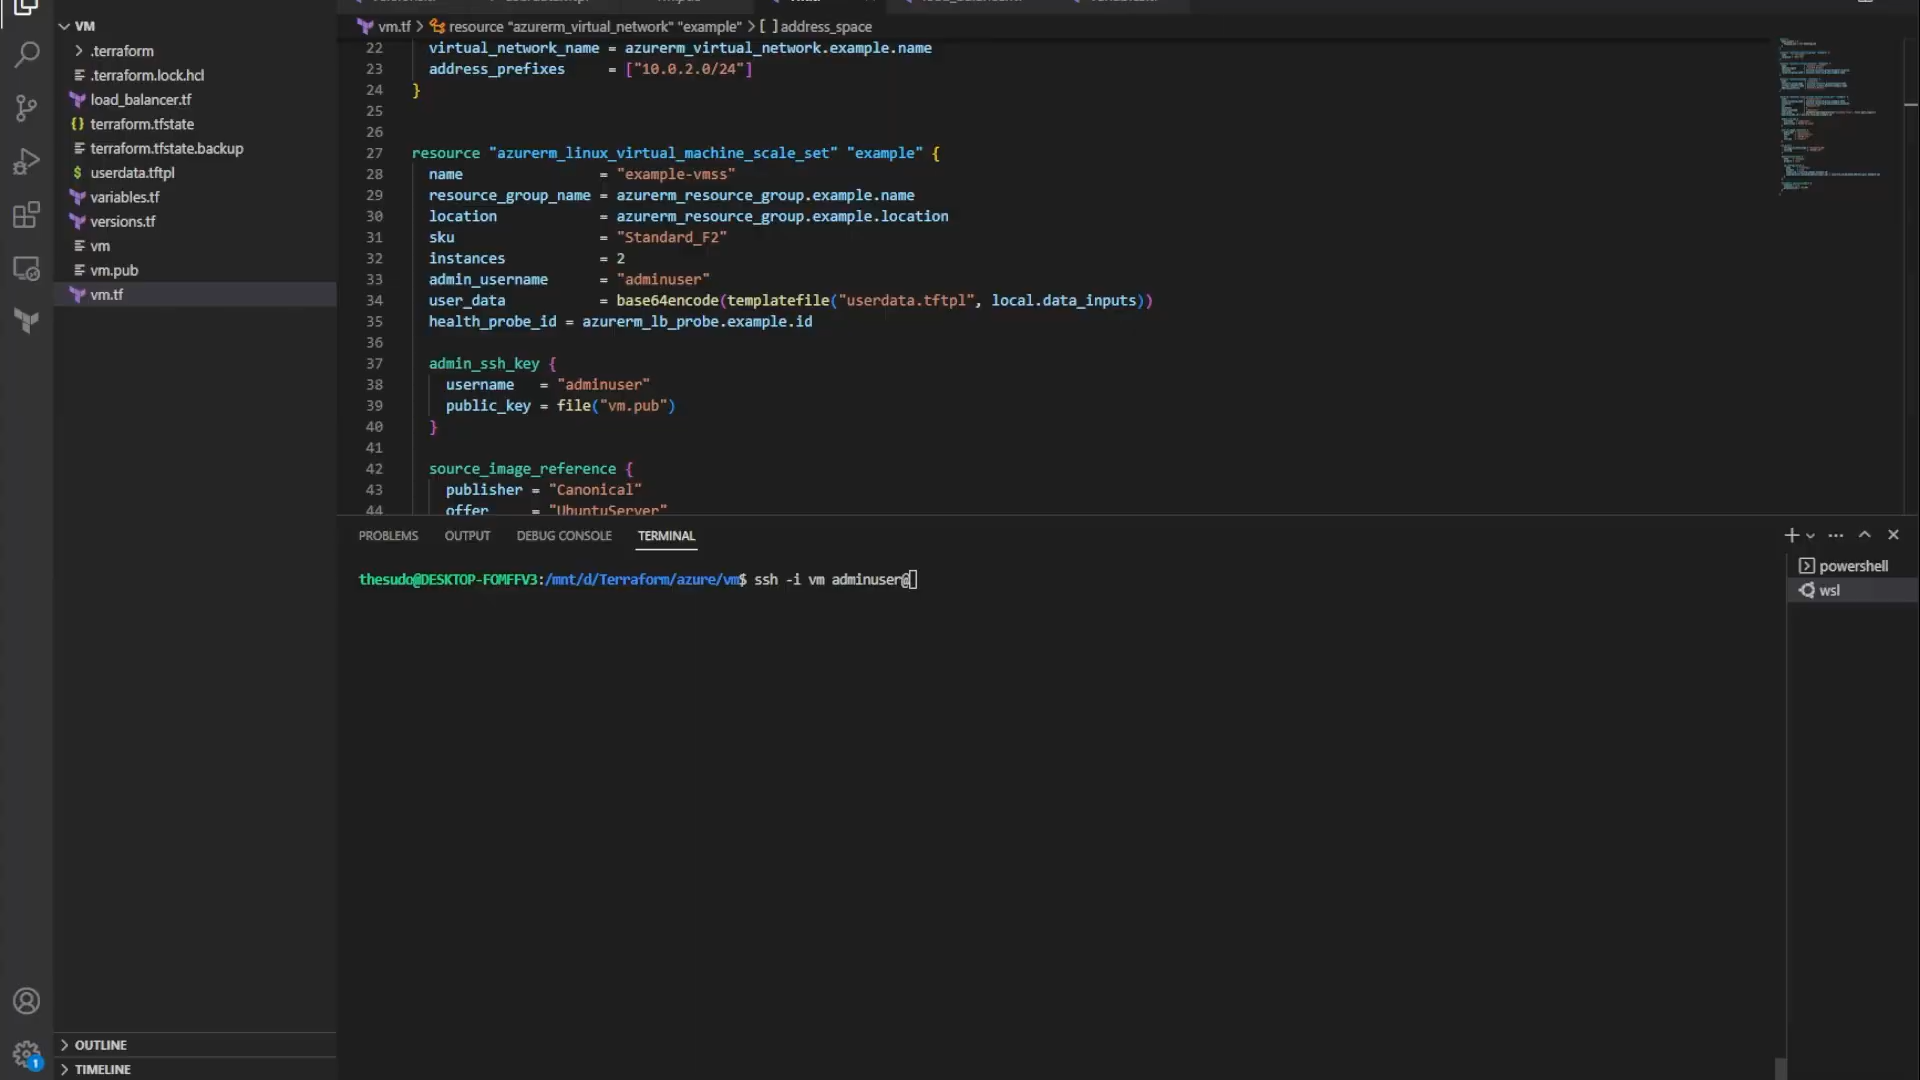 VM
.terraform
.terraform.lock.hcl
load_balancer.tf
terraform.tfstate
terraform.tfstate.backup
userdata.tftpl
variables.tf
versions.tf
vm
vm.pub
vm.tf
OUTLINE
TIMELINE
1
vm.tf > resource "azurerm_virtual_network" "example" > [ ] address_space
22 virtual_network_name = azurerm_virtual_network.example.name
23 address_prefixes = ["10.0.2.0/24"]
24 }
25
26
27 resource "azurerm_linux_virtual_machine_scale_set" "example" {
28 name = "example-vmss"
29 resource_group_name = azurerm_resource_group.example.name
30 location = azurerm_resource_group.example.location
31 sku = "Standard_F2"
32 instances = 2
33 admin_username = "adminuser"
34 user_data = base64encode(templatefile("userdata.tftpl", local.data_inputs))
35 health_probe_id = azurerm_lb_probe.example.id
36
37 admin_ssh_key {
38 username = "adminuser"
39 public_key = file("vm.pub")
40 }
41
42 source_image_reference {
43 publisher = "Canonical"
44 offer = "UbuntuServer"
PROBLEMS OUTPUT DEBUG CONSOLE TERMINAL
thesudo@DESKTOP-FOMFFV3:/mnt/d/Terraform/azure/vm$ ssh -i vm adminuser@
powershell
wsl